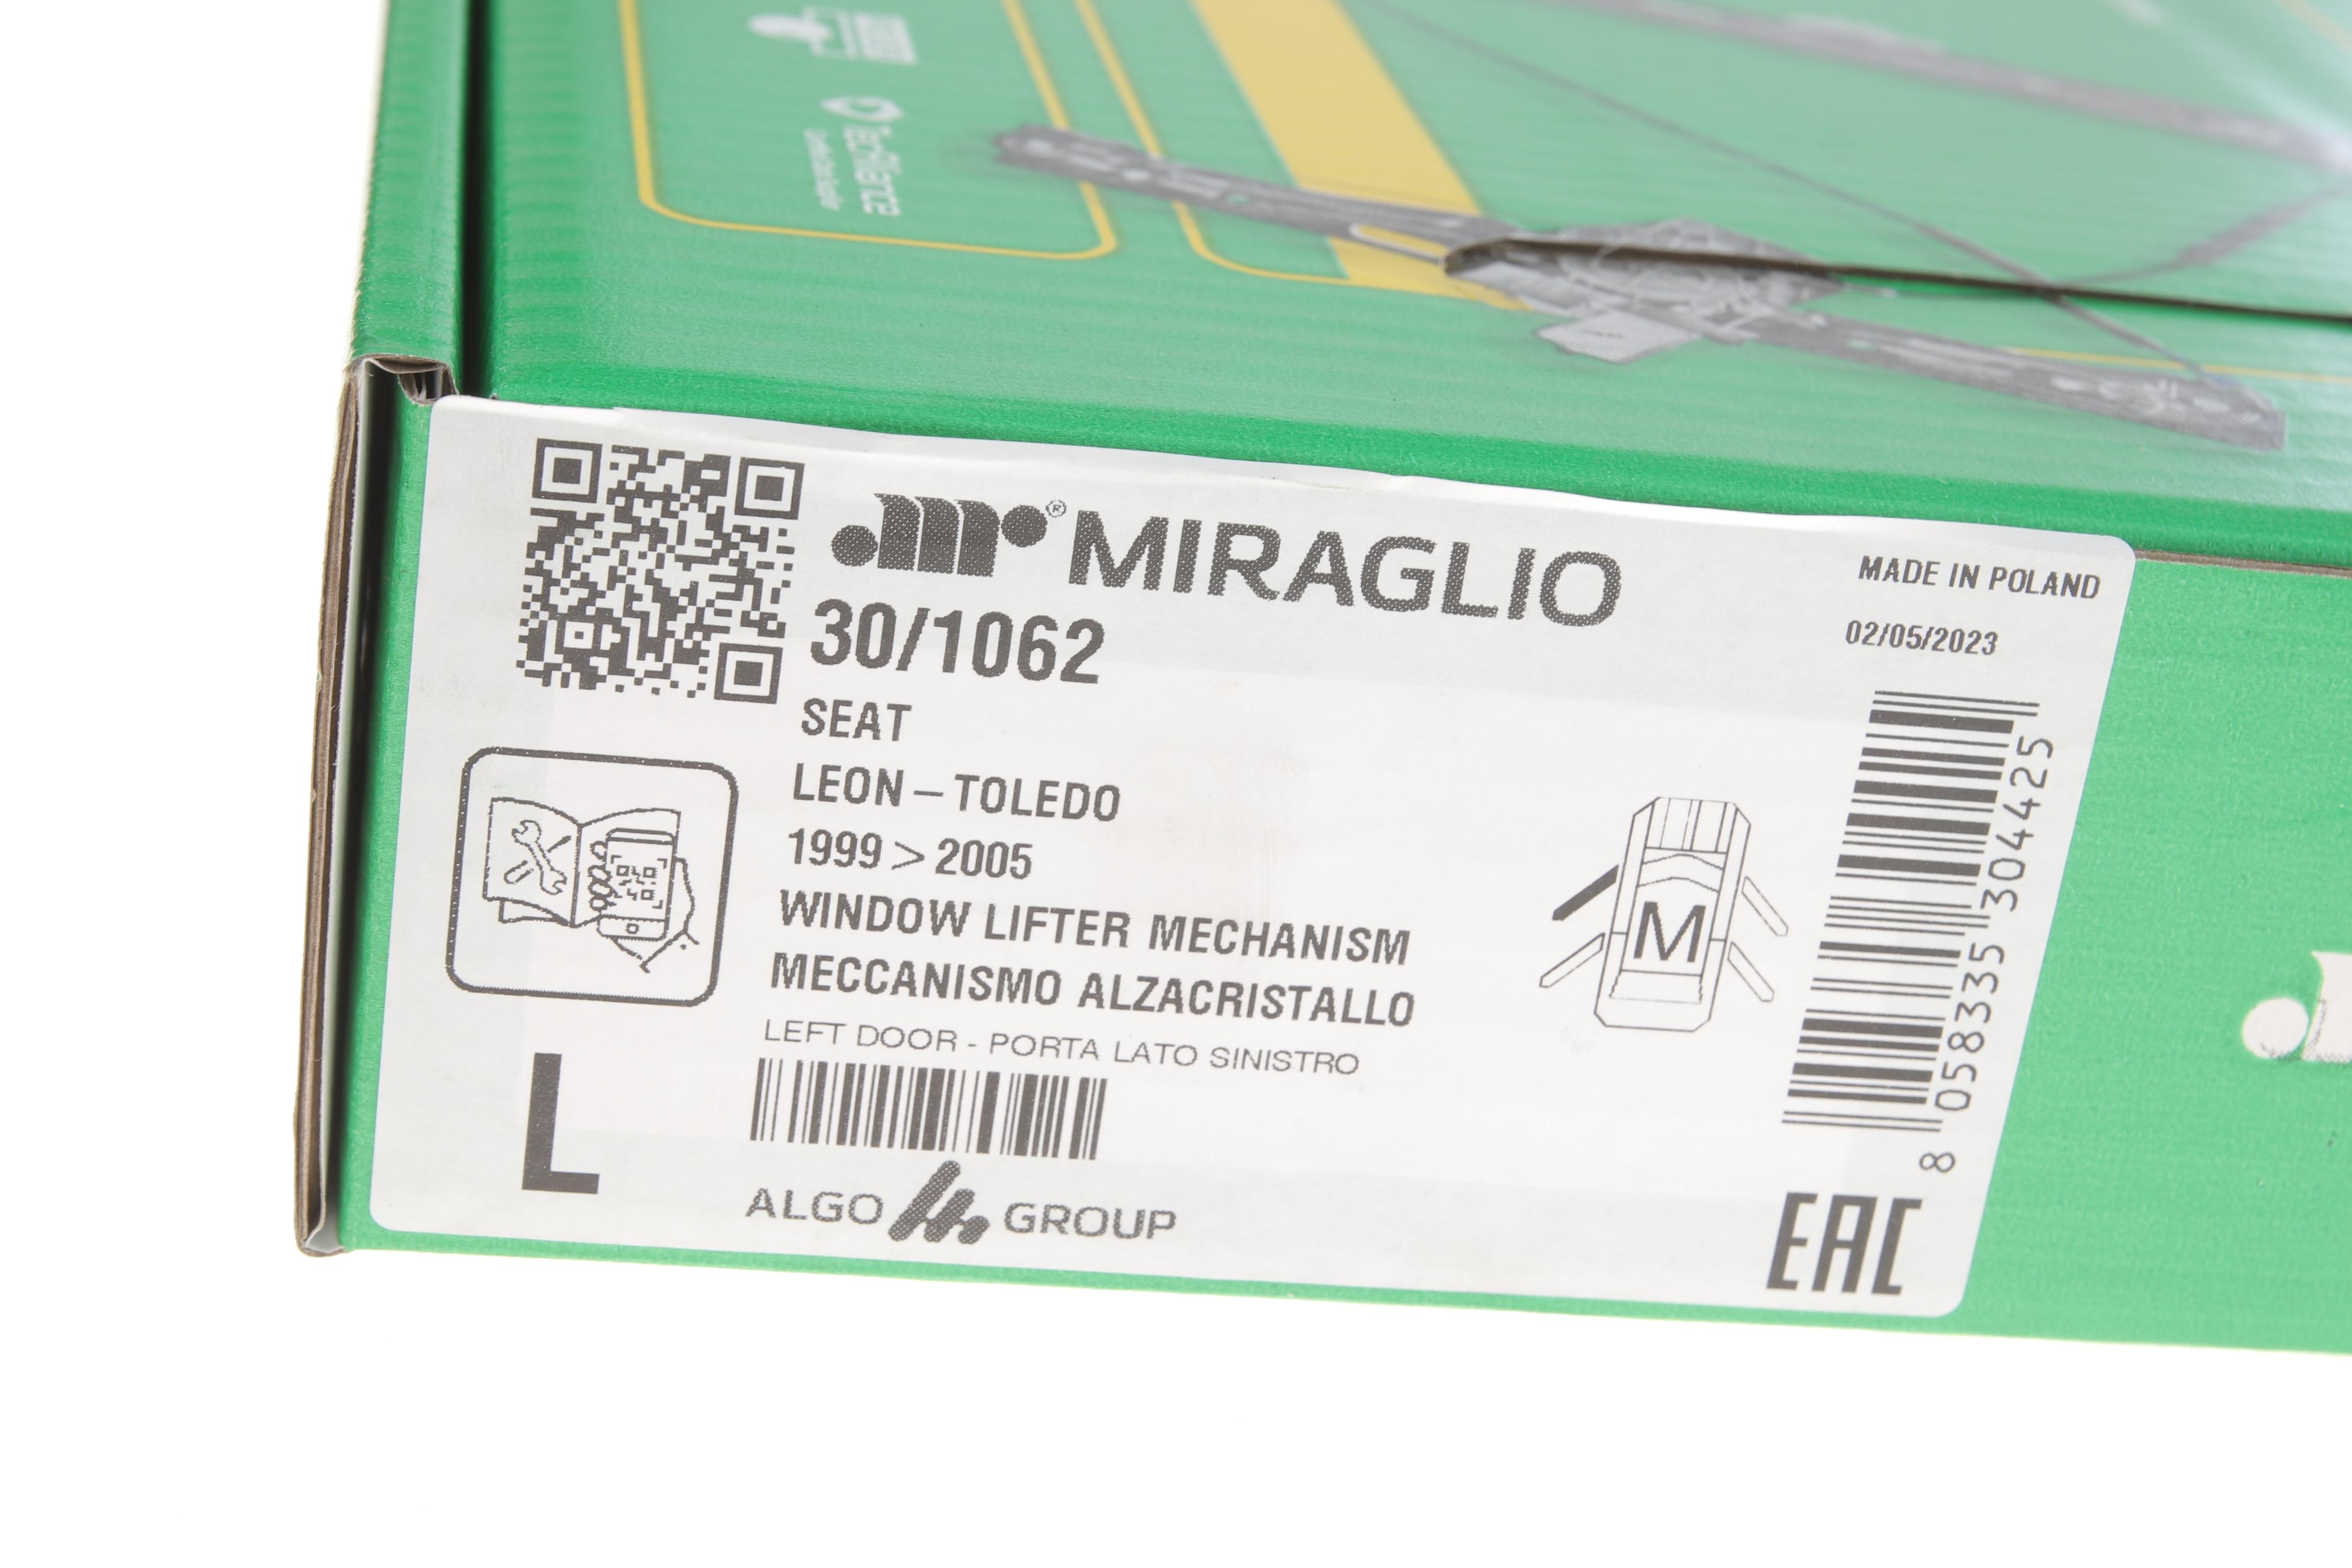 TecAlliance
MIRAGLIO
30/1062
SEAT
LEON – TOLEDO
1999 > 2005
WINDOW LIFTER MECHANISM
MECCANISMO ALZACRISTALLO
LEFT DOOR - PORTA LATO SINISTRO
L
ALGO GROUP
M
MADE IN POLAND
02/05/2023
8 058335 304425
EAC